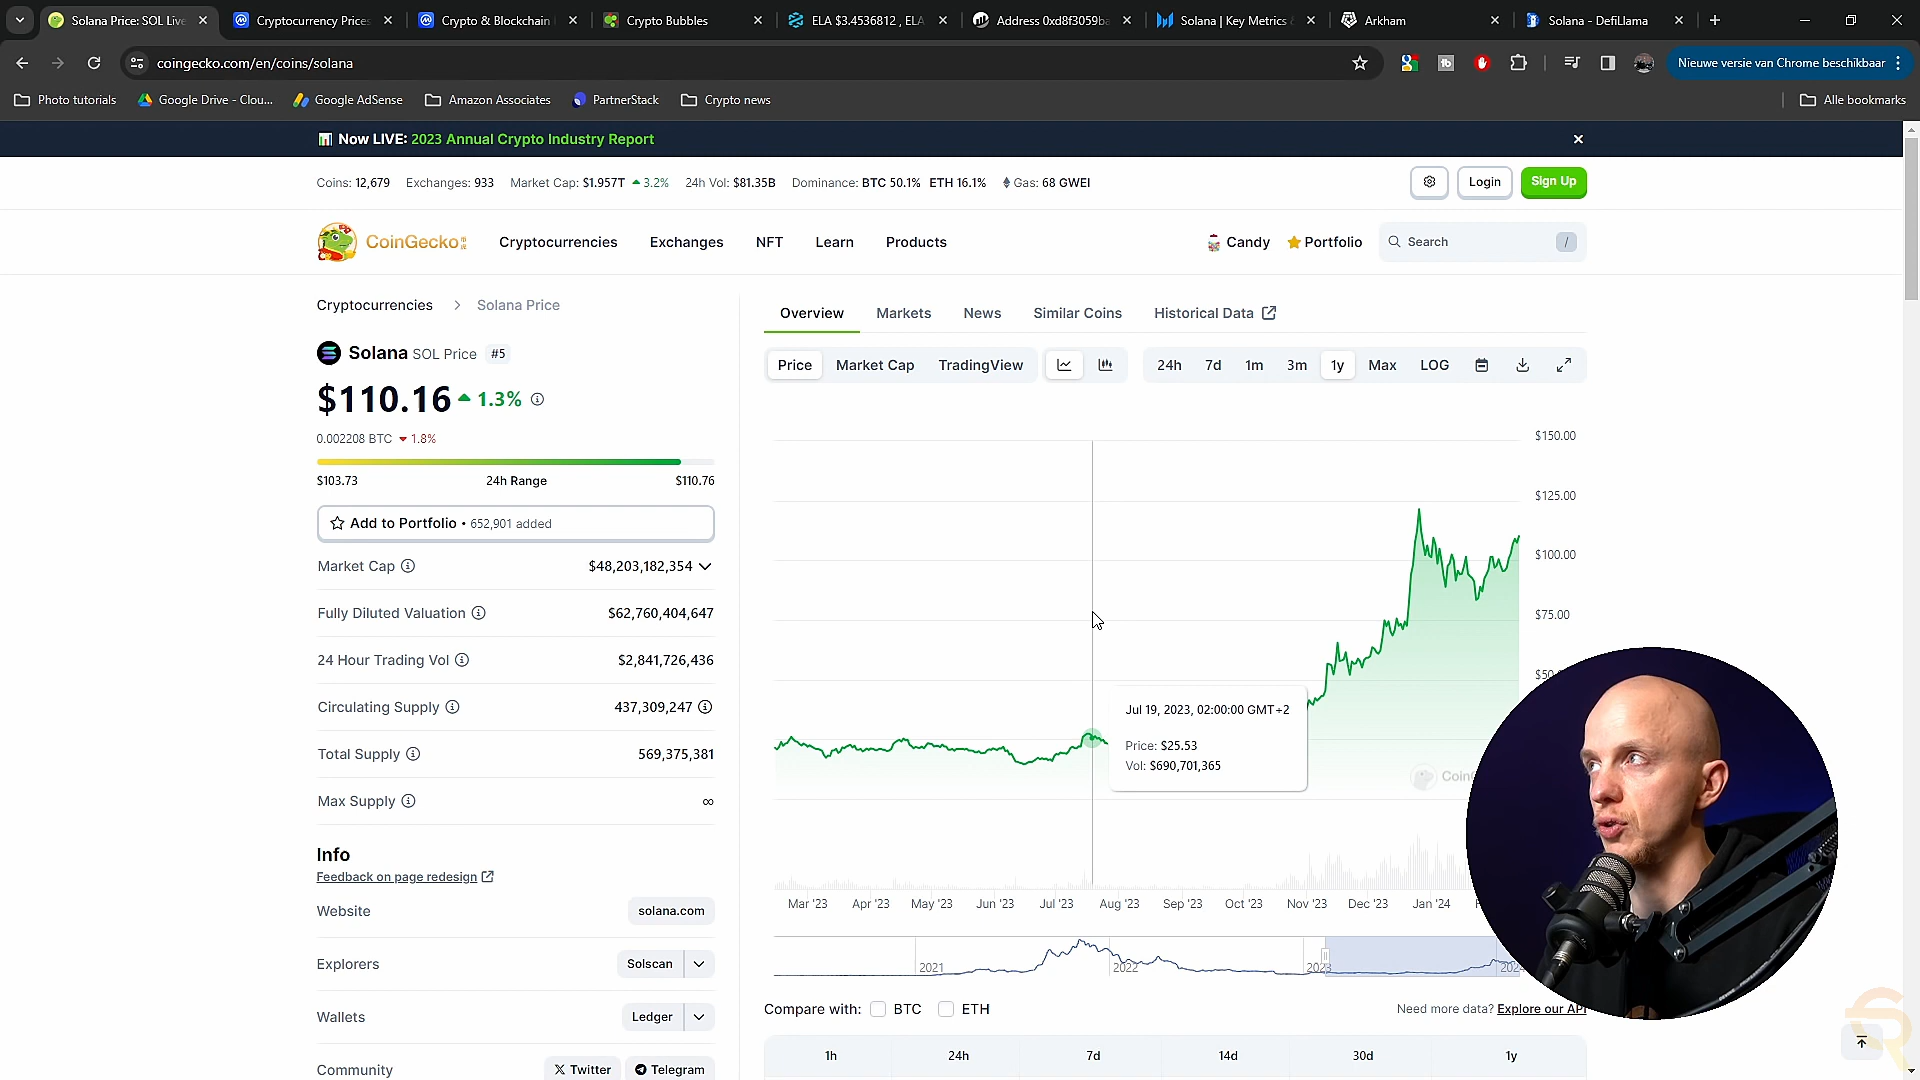 Solana Price: SOL Live
Cryptocurrency Prices
Crypto & Blockchain
Crypto Bubbles
ELA $3.4536812 , ELA
Address 0xd8f3059b
Solana | Key Metrics
Arkham
Solana - DefiLlama
coingecko.com/en/coins/solana
Nieuwe versie van Chrome beschikbaar
Photo tutorials
Google Drive - Clou...
Google AdSense
Amazon Associates
PartnerStack
Crypto news
Alle bookmarks
Now LIVE: 2023 Annual Crypto Industry Report
Coins: 12,679 Exchanges: 933 Market Cap: $1.957T 3.2% 24h Vol: $81.35B Dominance: BTC 50.1% ETH 16.1% Gas: 68 GWEI
Login
Sign Up
CoinGecko
Cryptocurrencies
Exchanges
NFT
Learn
Products
Candy
Portfolio
Search
/
Cryptocurrencies > Solana Price
Solana SOL Price #5
$110.16 1.3%
0.002208 BTC 1.8%
$103.73 24h Range $110.76
Add to Portfolio • 652,901 added
Market Cap $48,203,182,354
Fully Diluted Valuation $62,760,404,647
24 Hour Trading Vol $2,841,726,436
Circulating Supply 437,309,247
Total Supply 569,375,381
Max Supply ∞
Info
Feedback on page redesign
Website solana.com
Explorers Solscan
Wallets Ledger
Community Twitter Telegram
Overview
Markets
News
Similar Coins
Historical Data
Price
Market Cap
TradingView
24h
7d
1m
3m
1y
Max
LOG
$150.00
$125.00
$100.00
$75.00
Jul 19, 2023, 02:00:00 GMT+2
Price: $25.53
Vol: $690,701,365
Mar '23 Apr '23 May '23 Jun '23 Jul '23 Aug '23 Sep '23 Oct '23 Nov '23 Dec '23 Jan '24
2021 2022 2023 2024
Compare with: BTC ETH
Need more data? Explore our API
1h 24h 7d 14d 30d 1y